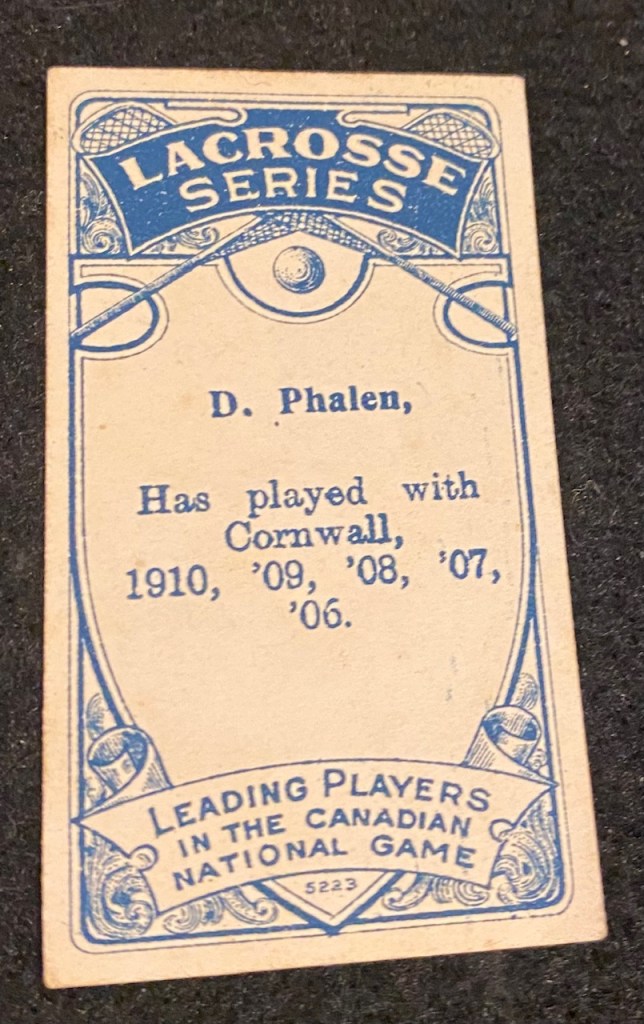 LACROSSE
SERIES
D. Phalen,
Has played with
Cornwall,
1910, '09, '08, '07,
'06.
LEADING PLAYERS
IN THE CANADIAN
NATIONAL GAME
5223